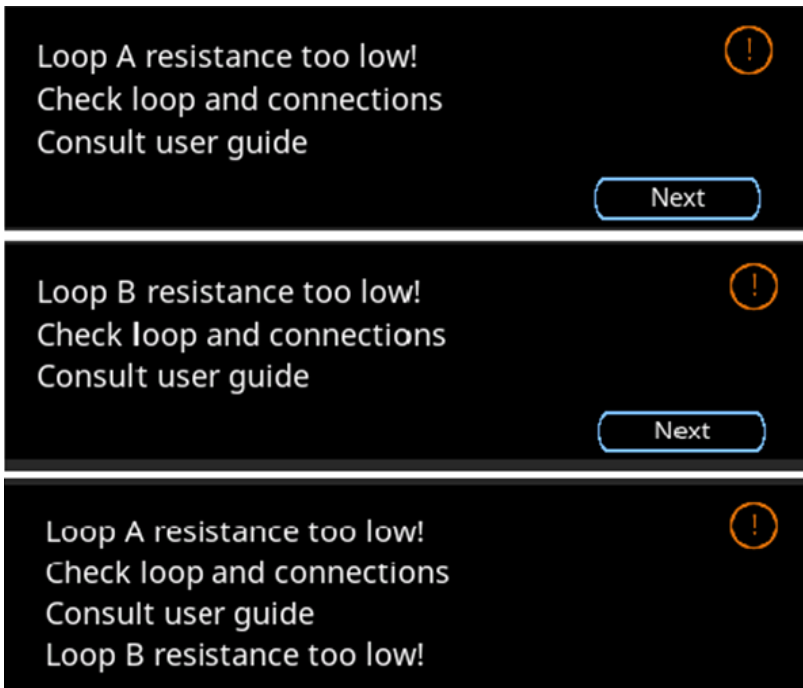 Loop A resistance too low!
Check loop and connections
Consult user guide
Next
Loop B resistance too low!
Check loop and connections
Consult user guide
Next
Loop A resistance too low!
Check loop and connections
Consult user guide
Loop B resistance too low!